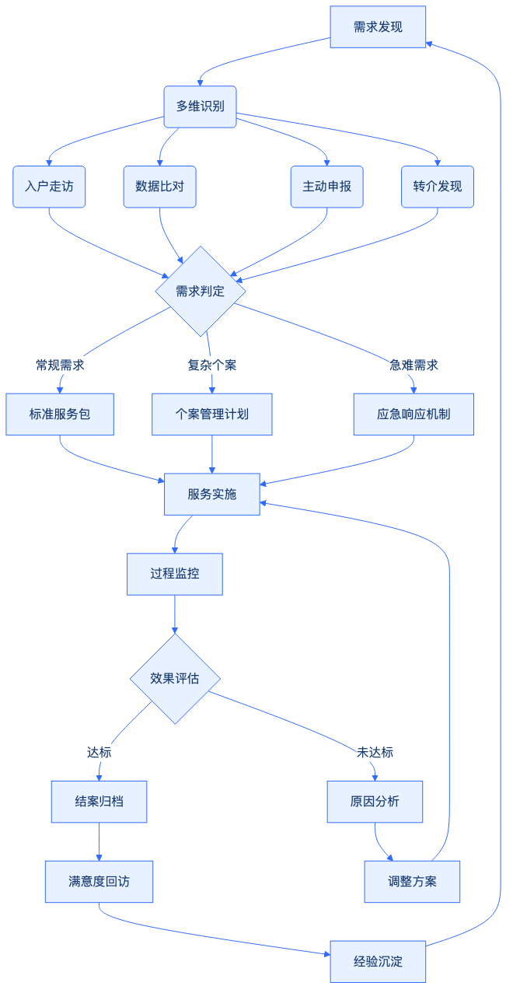 需求发现
多维识别
入户走访
数据比对
主动申报
转介发现
需求判定
常规需求
复杂个案
急难需求
标准服务包
个案管理计划
应急响应机制
服务实施
过程监控
效果评估
达标
未达标
结案归档
原因分析
满意度回访
调整方案
经验沉淀